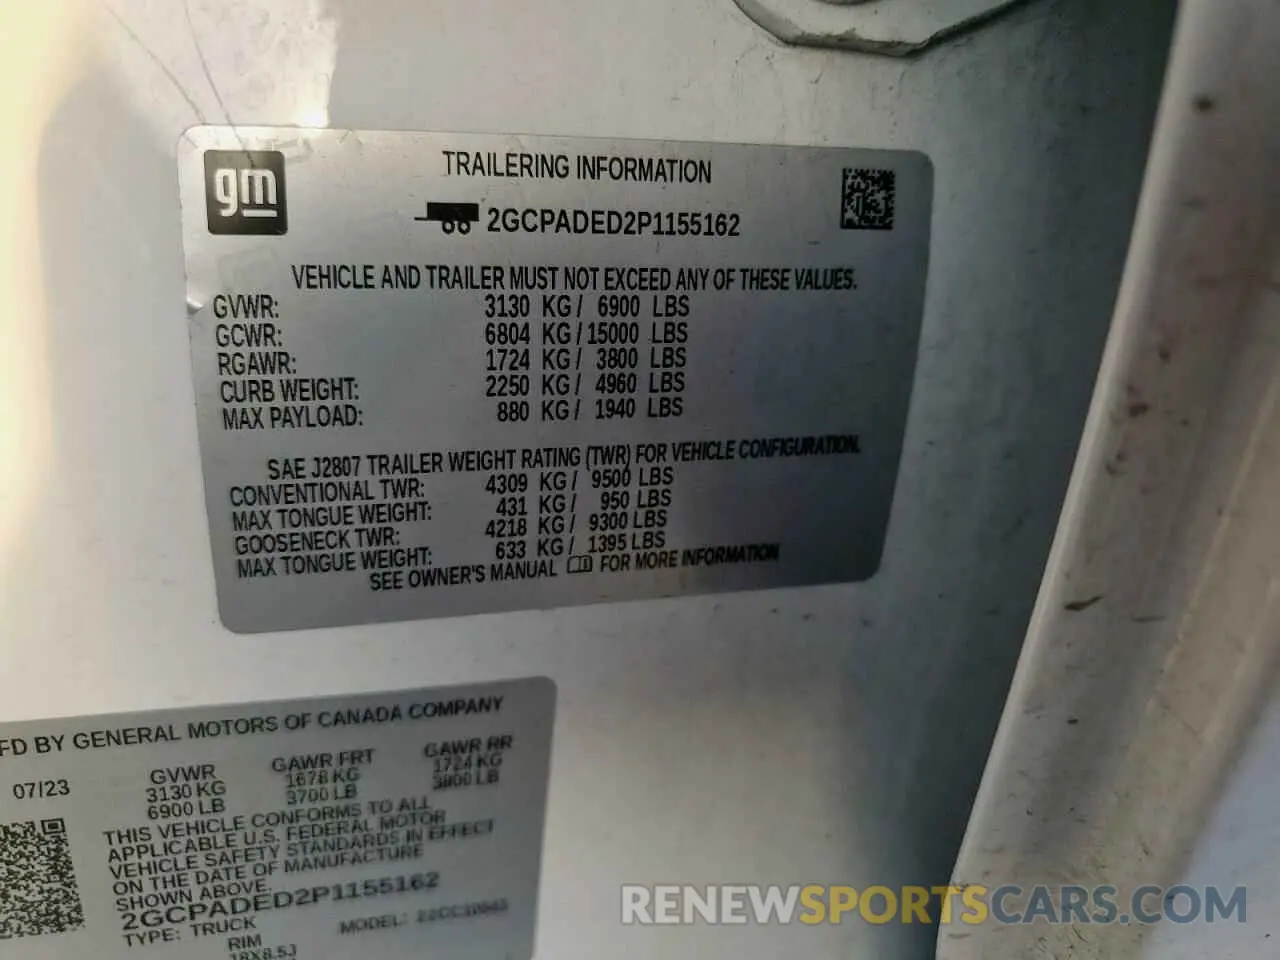 gm
TRAILERING INFORMATION
2GCPADED2P1155162
VEHICLE AND TRAILER MUST NOT EXCEED ANY OF THESE VALUES.
GVWR: 3130 KG / 6900 LBS
GCWR: 6804 KG / 15000 LBS
RGAWR: 1724 KG / 3800 LBS
CURB WEIGHT: 2250 KG / 4960 LBS
MAX PAYLOAD: 880 KG / 1940 LBS
SAE J2807 TRAILER WEIGHT RATING (TWR) FOR VEHICLE CONFIGURATION.
CONVENTIONAL TWR: 4309 KG / 9500 LBS
MAX TONGUE WEIGHT: 431 KG / 950 LBS
GOOSENECK TWR: 4218 KG / 9300 LBS
MAX TONGUE WEIGHT: 633 KG / 1395 LBS
SEE OWNER'S MANUAL FOR MORE INFORMATION
FD BY GENERAL MOTORS OF CANADA COMPANY
07/23 GVWR GAWR FRT GAWR RR
3130 KG 1678 KG 1724 KG
6900 LB 3700 LB 3800 LB
THIS VEHICLE CONFORMS TO ALL
APPLICABLE U.S. FEDERAL MOTOR
VEHICLE SAFETY STANDARDS IN EFFECT
ON THE DATE OF MANUFACTURE
SHOWN ABOVE.
2GCPADED2P1155162
TYPE: TRUCK MODEL:
RIM
18X8.5J
RENEWSPORTSCARS.COM